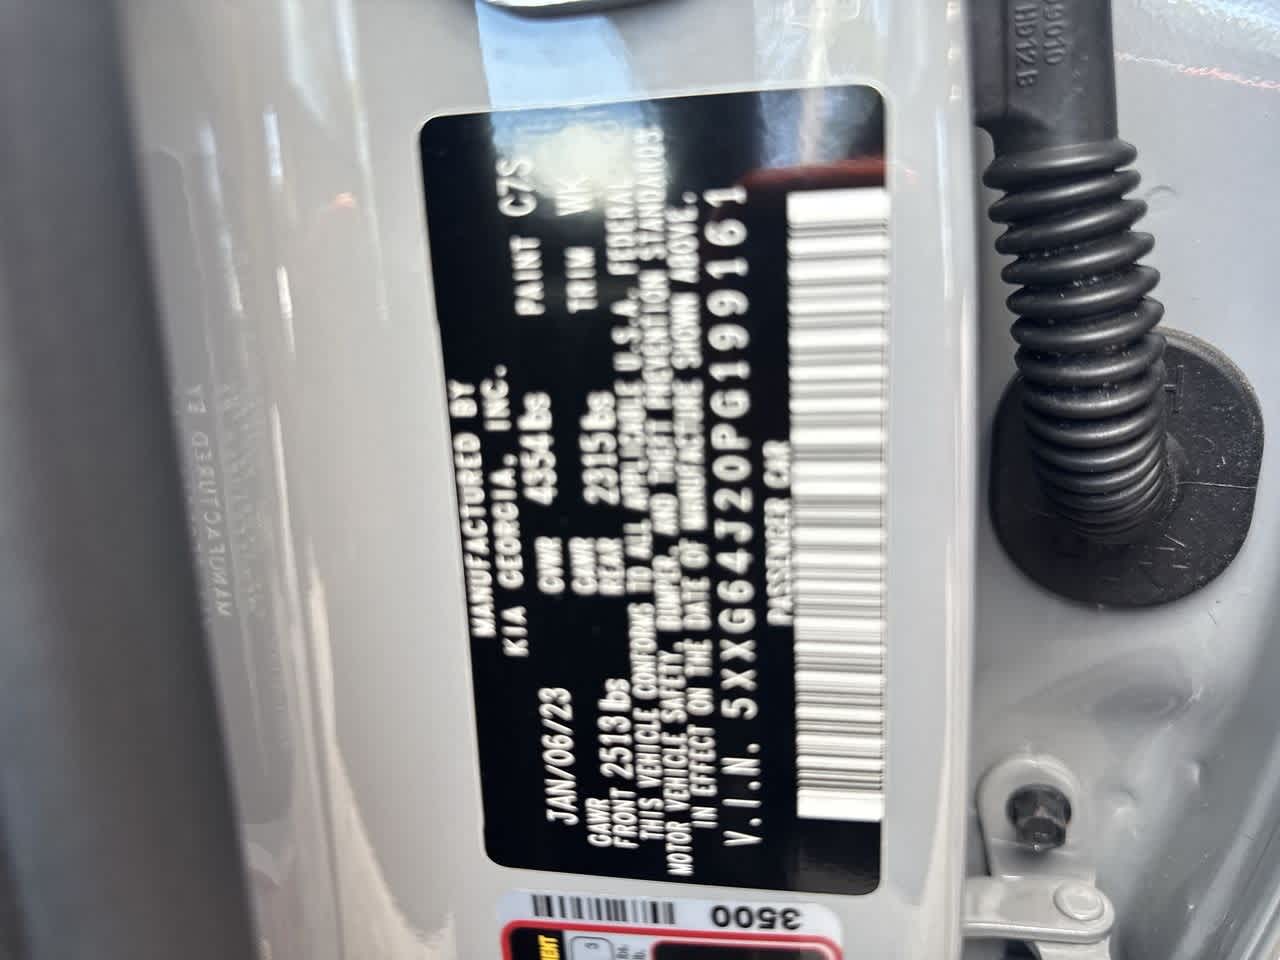 MANUFACTURED BY
KIA GEORGIA, INC.
PAINT C7S
JAN/06/23 GVWR 4354lbs TRIM WK
GAWR GAWR
FRONT 2513lbs REAR 2315lbs
THIS VEHICLE CONFORMS TO ALL APPLICABLE U.S.A. FEDERAL
MOTOR VEHICLE SAFETY, BUMPER, AND THEFT PREVENTION STANDARDS
IN EFFECT ON THE DATE OF MANUFACTURE SHOWN ABOVE.
V.I.N. 5XXG64J20PG199161
PASSENGER CAR
3500
HD12.B